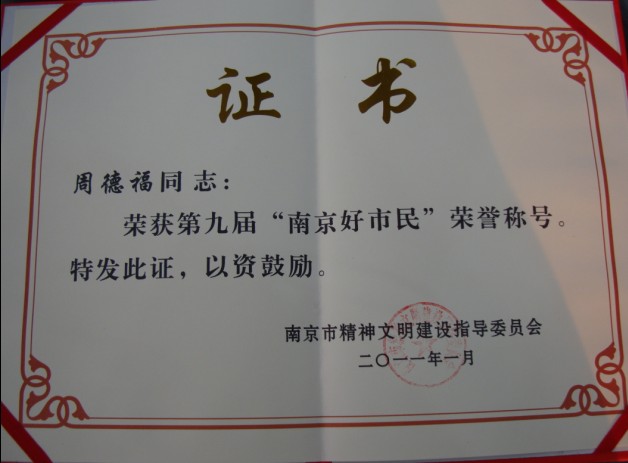 证书
周德福同志：
荣获第九届“南京好市民”荣誉称号。
特发此证，以资鼓励。
南京市精神文明建设指导委员会
二〇一一年一月